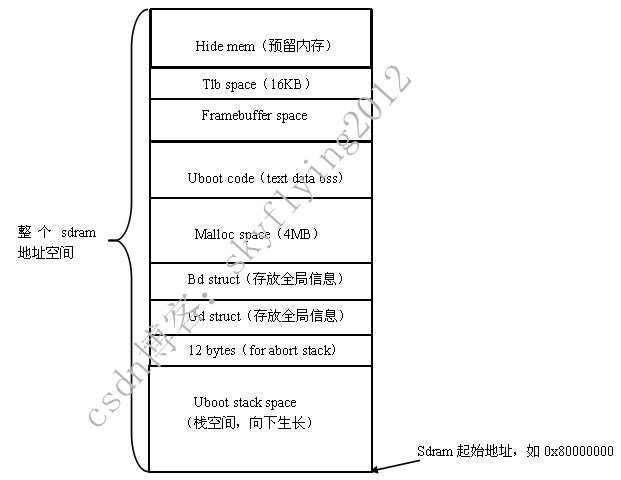 Hide mem（预留内存）
Tlb space（16KB）
Framebuffer space
Uboot code（text data bss）
Malloc space（4MB）
Bd struct（存放全局信息）
Gd struct（存放全局信息）
12 bytes（for abort stack）
Uboot stack space
（栈空间，向下生长）
整个 sdram
地址空间
Sdram 起始地址，如 0x80000000
csdn博客：skyflying2012